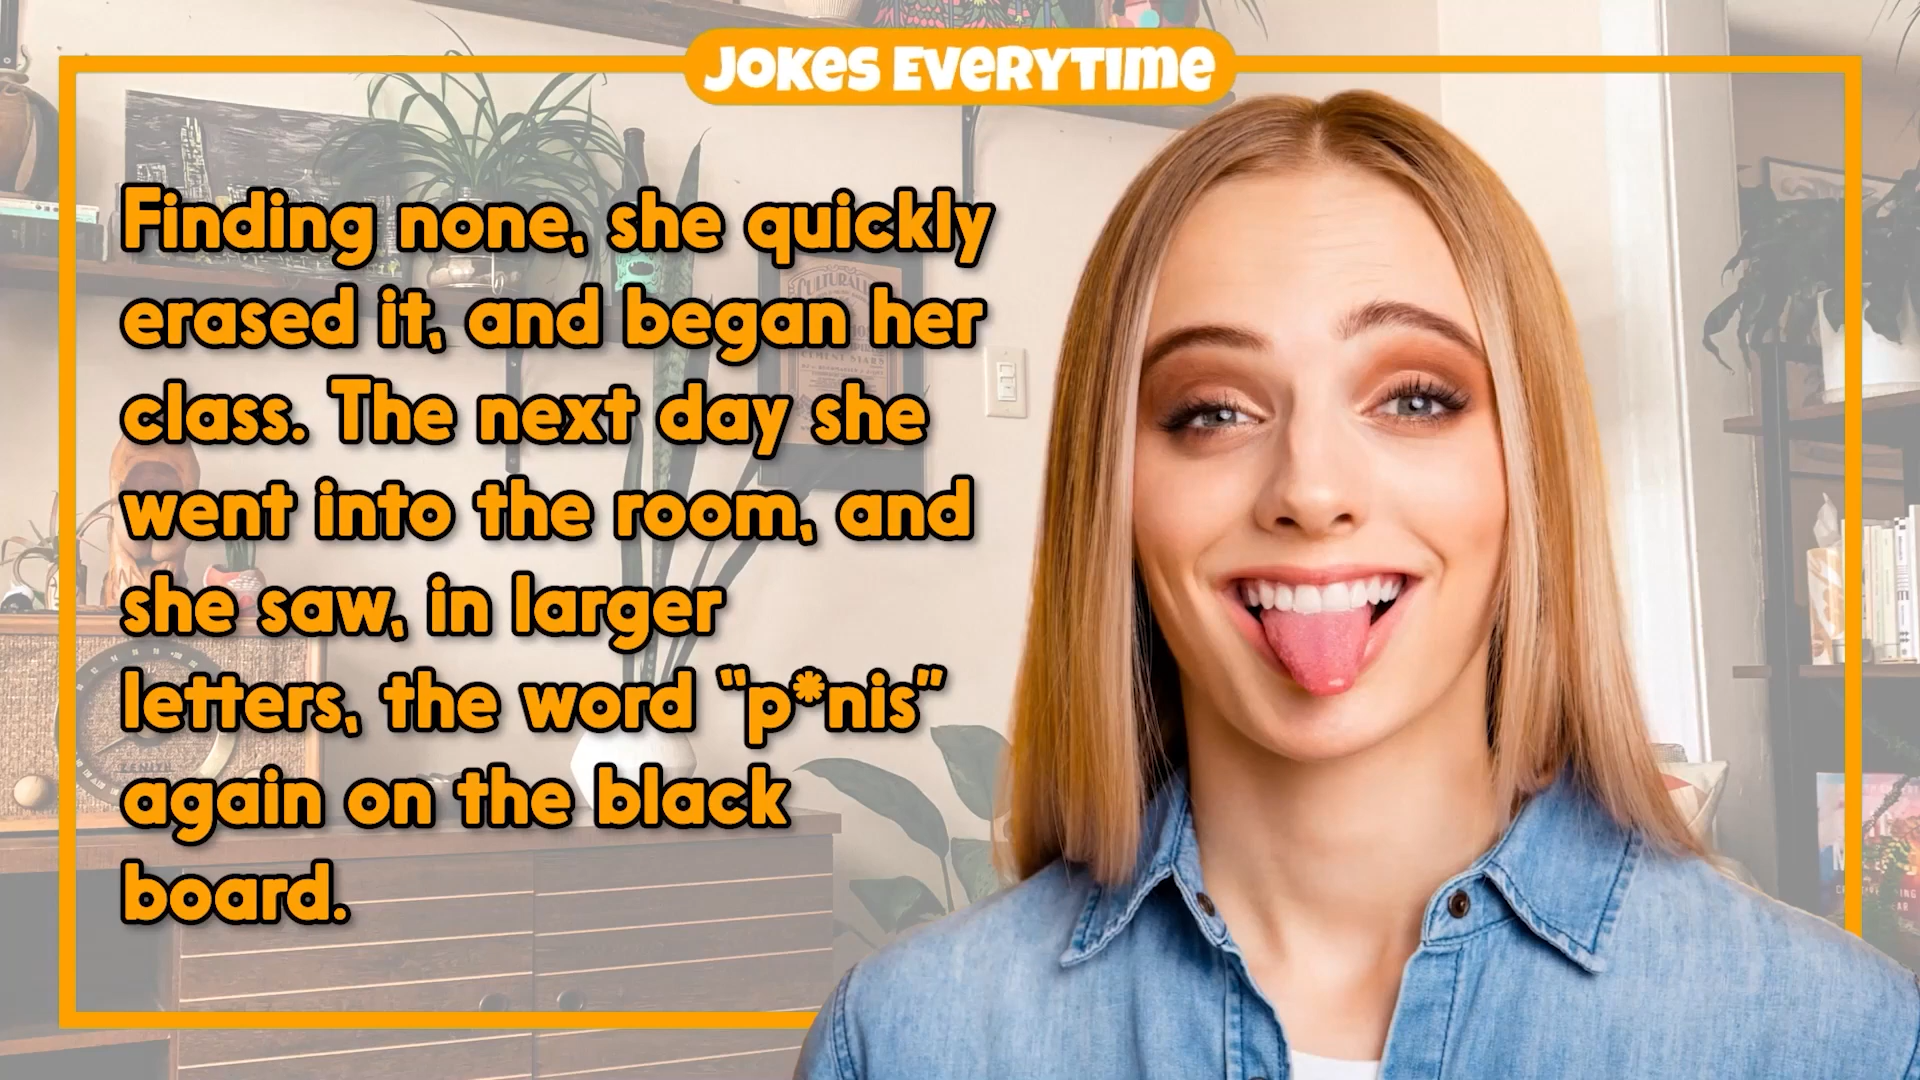 JOKES EVERYTIME
Finding none, she quickly
erased it, and began her
class. The next day she
went into the room, and
she saw, in larger
letters, the word “p*nis”
again on the black
board.
ZENITH